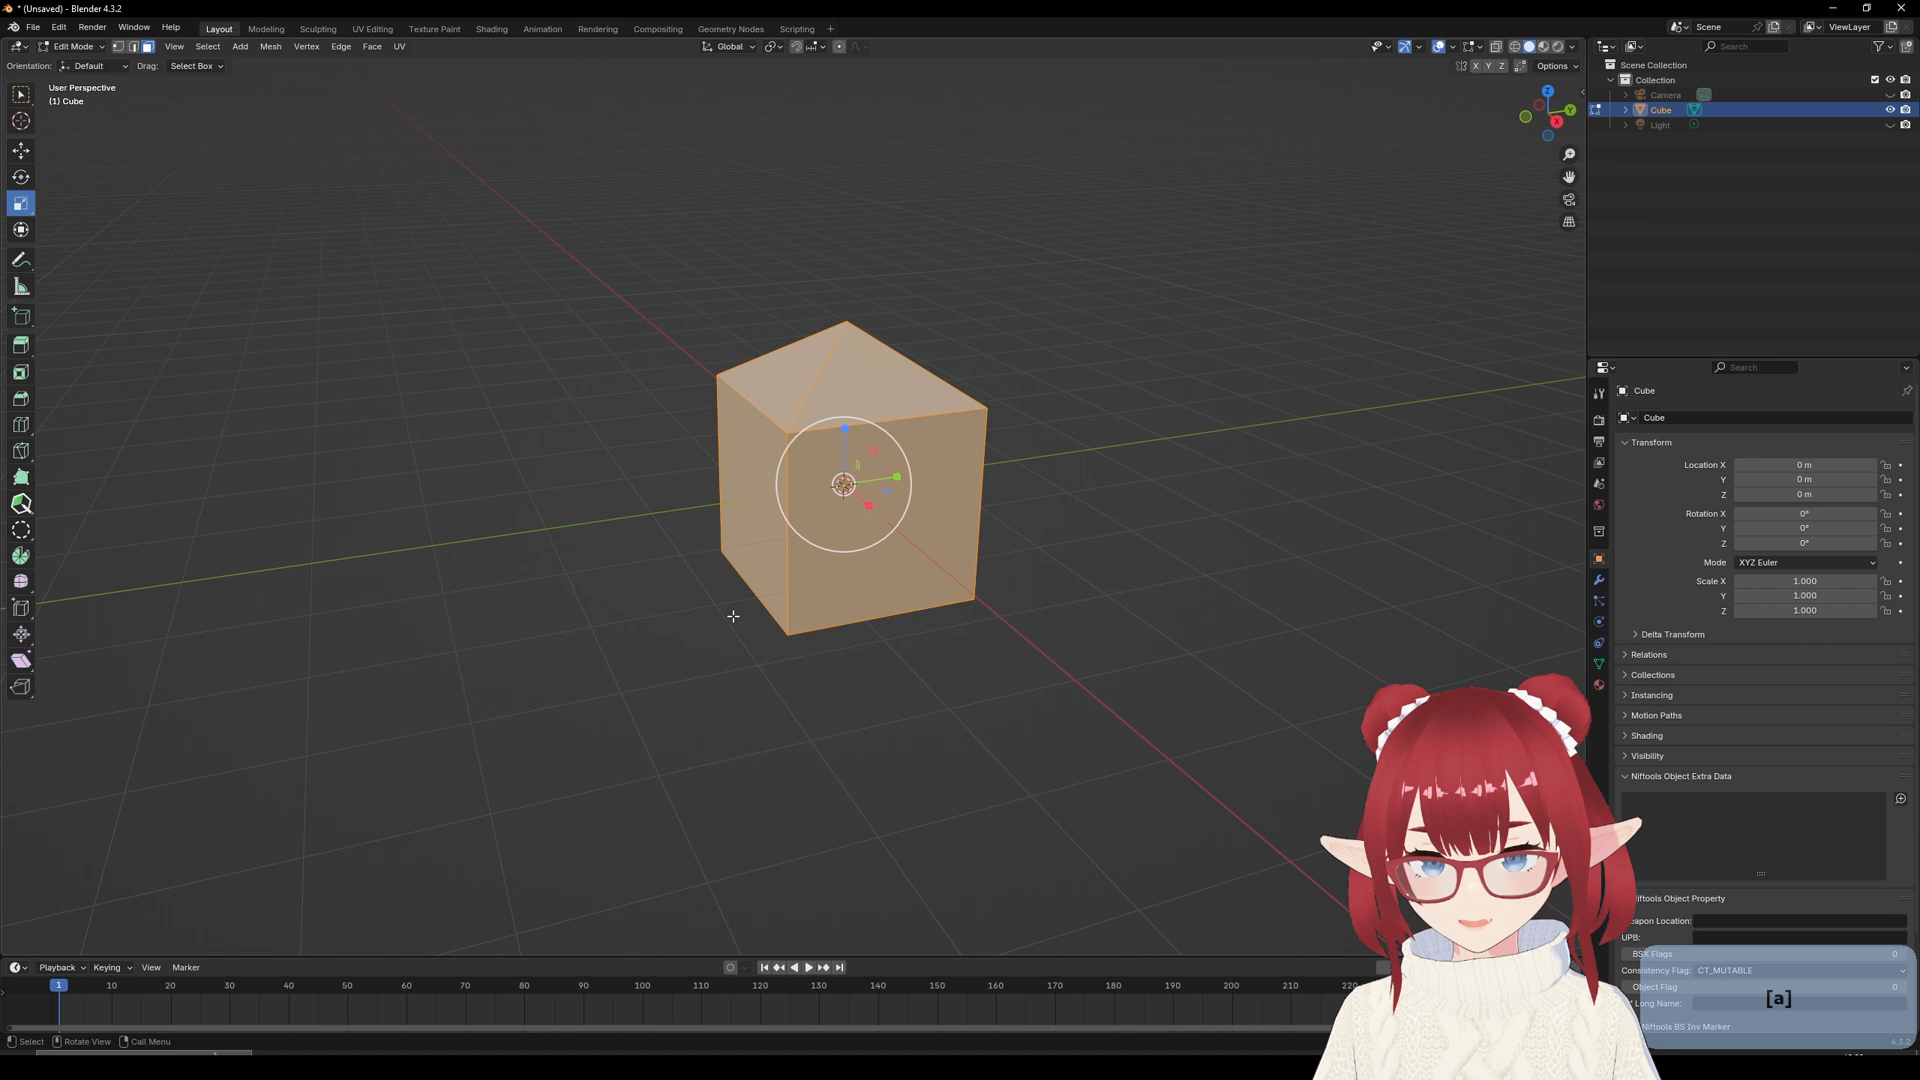 * (Unsaved) - Blender 4.3.2
File Edit Render Window Help Layout Modeling Sculpting UV Editing Texture Paint Shading Animation Rendering Compositing Geometry Nodes Scripting + Scene ViewLayer
Edit Mode View Select Add Mesh Vertex Edge Face UV Global Search
Orientation: Default Drag: Select Box X Y Z Options
User Perspective
(1) Cube
Z
Y
X
Scene Collection
Collection
Camera
Cube
Light
Search
Cube
Cube
Transform
Location X 0 m
Y 0 m
Z 0 m
Rotation X 0°
Y 0°
Z 0°
Mode XYZ Euler
Scale X 1.000
Y 1.000
Z 1.000
Delta Transform
Relations
Collections
Instancing
Motion Paths
Shading
Visibility
Niftools Object Extra Data
iftools Object Property
eapon Location:
UPB:
BSX Flags 0
Consistency Flag: CT_MUTABLE
Object Flag 0
Long Name:
[a]
Niftools BS Inv Marker
4.3.2
Playback Keying View Marker
1 10 20 30 40 50 60 70 80 90 100 110 120 130 140 150 160 170 180 190 200 210 220
Select Rotate View Call Menu